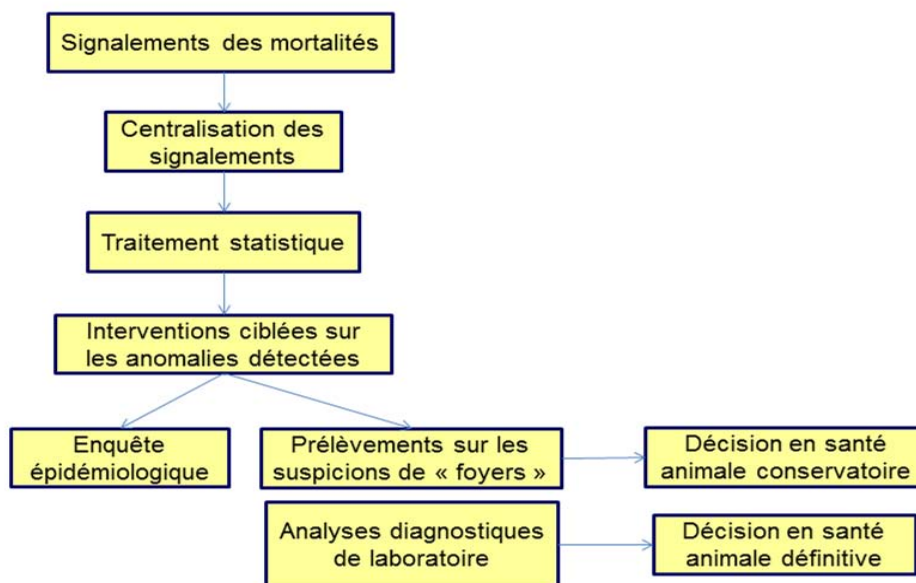 Signalements des mortalités
Centralisation des
signalements
Traitement statistique
Interventions ciblées sur
les anomalies détectées
Enquête
épidémiologique
Prélèvements sur les
suspicions de « foyers »
Décision en santé
animale conservatoire
Analyses diagnostiques
de laboratoire
Décision en santé
animale définitive